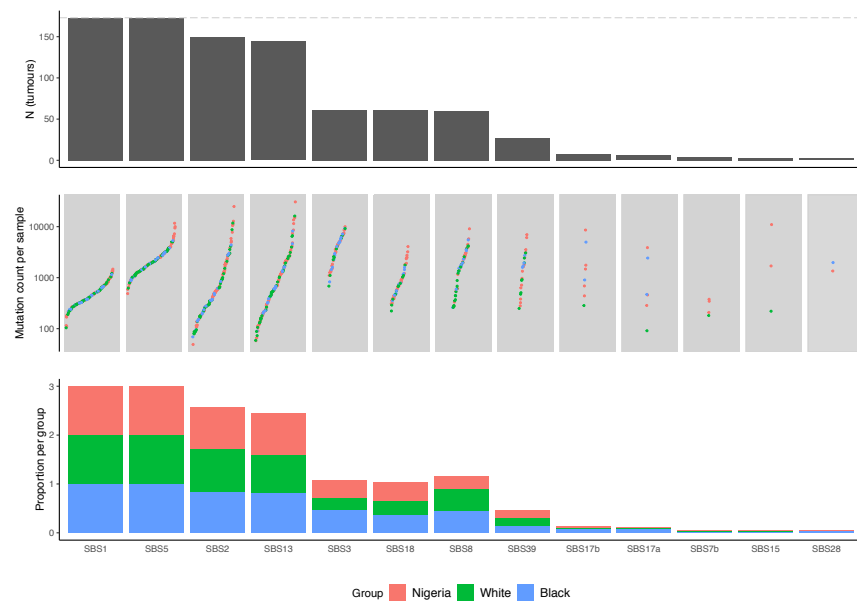 N (tumours)
150
100
50
0
Mutation count per sample
10000
1000
100
Proportion per group
3
2
1
0
SBS1 SBS5 SBS2 SBS13 SBS3 SBS18 SBS8 SBS39 SBS17b SBS17a SBS7b SBS15 SBS28
Group Nigeria White Black